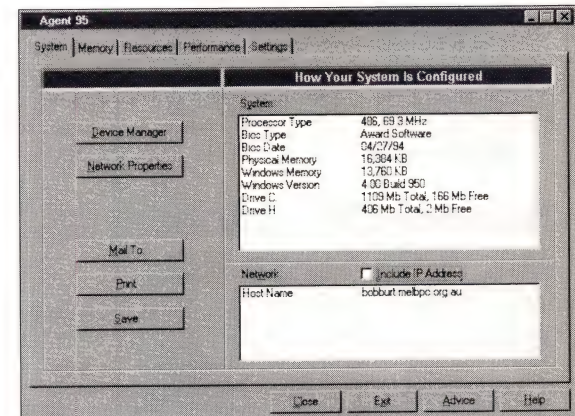 Agent 95
System Memory Resources Performance Settings
How Your System Is Configured
Device Manager
Network Properties
Mail To
Print
Save
System
Processor Type 486, 69.3 MHz
Bios Type Award Software
Bios Date 04/27/94
Physical Memory 16,384 KB
Windows Memory 13,760 KB
Windows Version 4.00 Build 950
Drive C 1109 Mb Total, 166 Mb Free
Drive H 406 Mb Total, 2 Mb Free
Network Include IP Address
Host Name bobburt.melbpc.org.au
Close Exit Advice Help